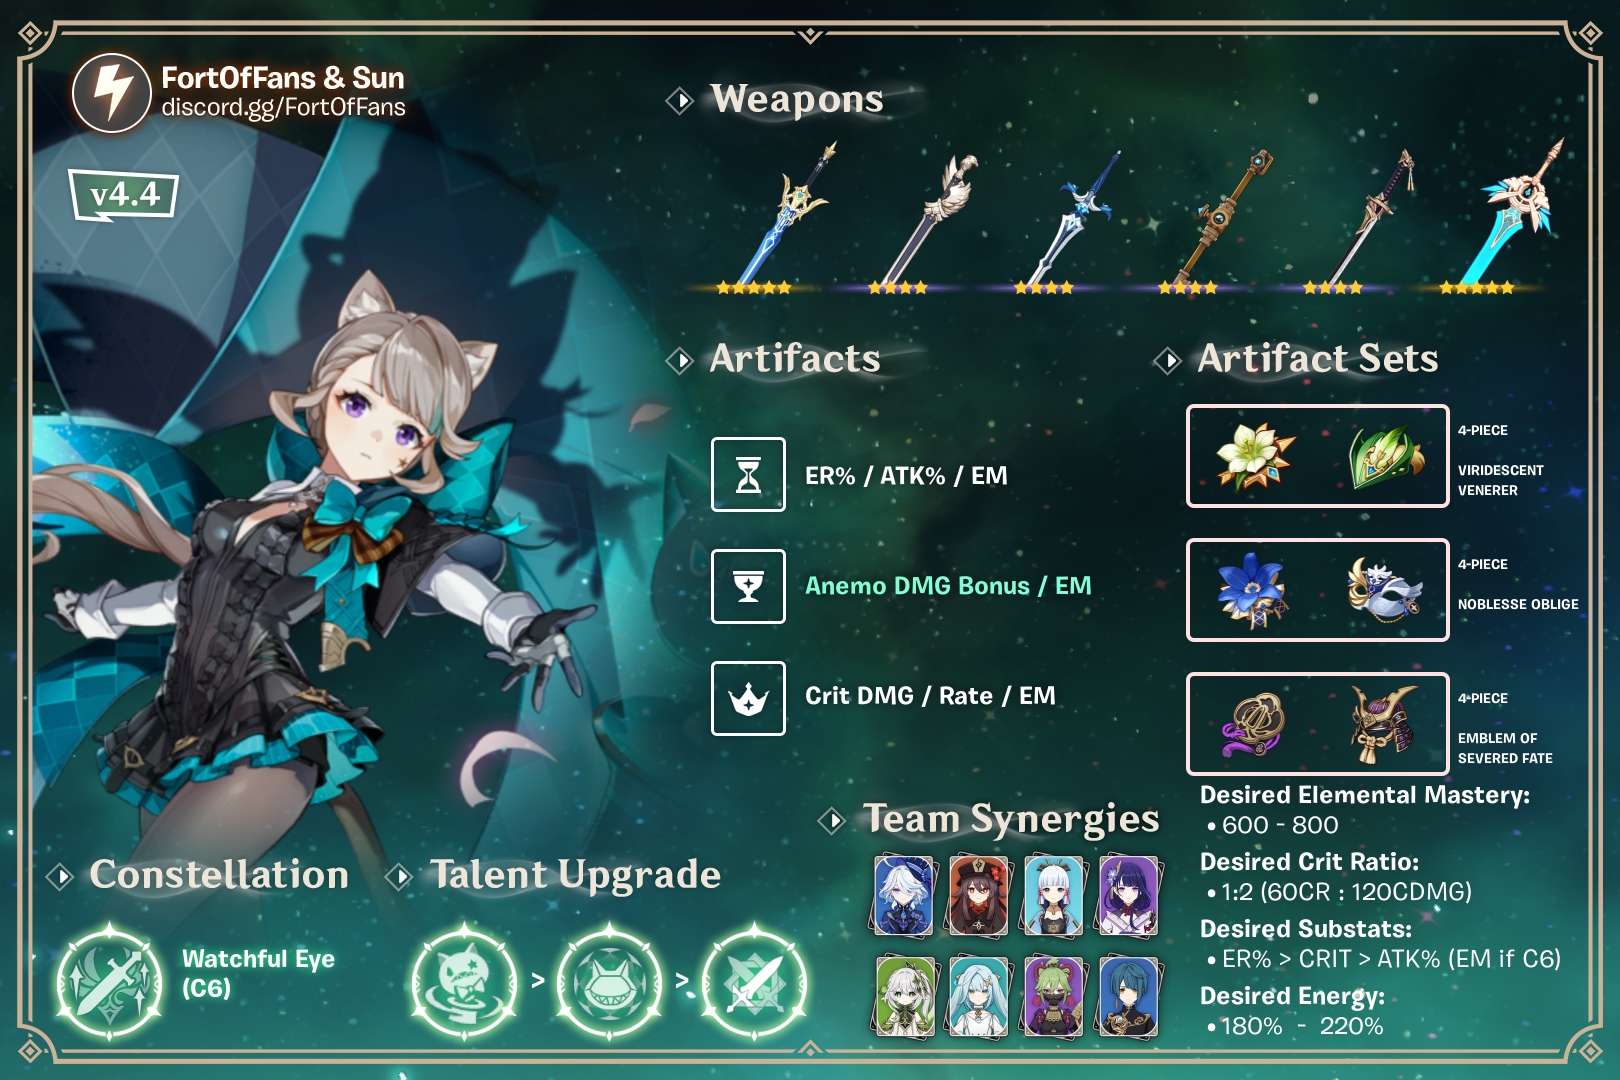 FortOfFans & Sun
discord.gg/FortOfFans
v4.4
Weapons
Artifacts
ER% / ATK% / EM
Anemo DMG Bonus / EM
Crit DMG / Rate / EM
Artifact Sets
4-PIECE
VIRIDESCENT
VENERER
4-PIECE
NOBLESSE OBLIGE
4-PIECE
EMBLEM OF
SEVERED FATE
Constellation
Watchful Eye
(C6)
Talent Upgrade
> >
Team Synergies
Desired Elemental Mastery:
• 600 - 800
Desired Crit Ratio:
• 1:2 (60CR : 120CDMG)
Desired Substats:
• ER% > CRIT > ATK% (EM if C6)
Desired Energy:
• 180% - 220%